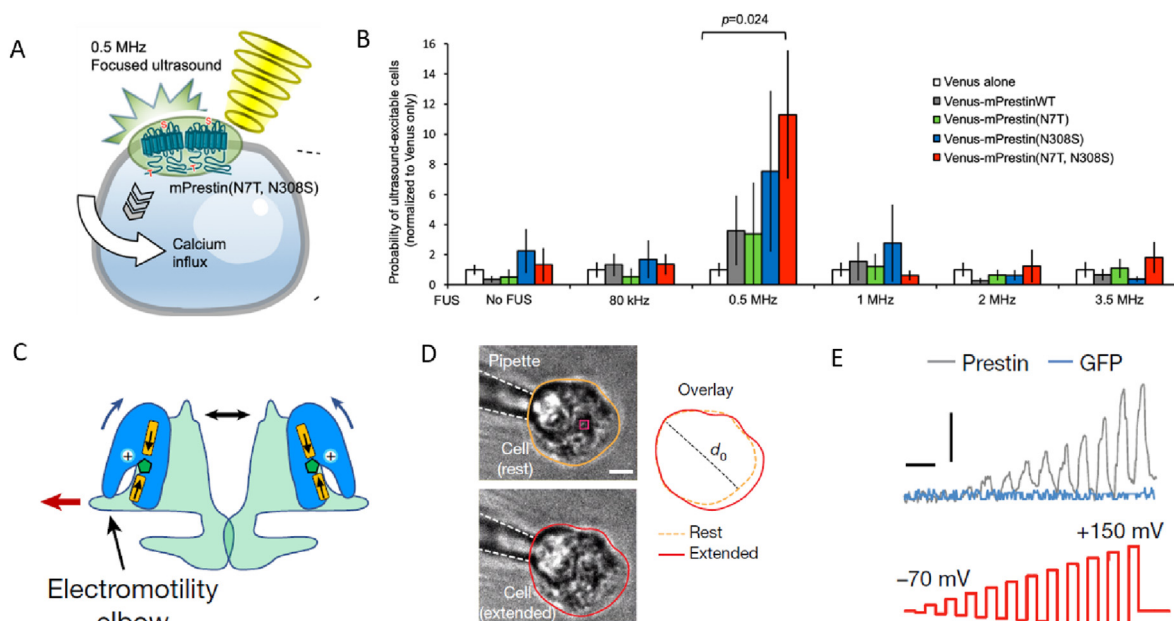 A
0.5 MHz
Focused ultrasound
S
S
T
T
mPrestin(N7T, N308S)
Calcium
influx
B
p=0.024
Probability of ultrasound-excitable cells
(normalized to Venus only)
16
14
12
10
8
6
4
2
0
Venus alone
Venus-mPrestinWT
Venus-mPrestin(N7T)
Venus-mPrestin(N308S)
Venus-mPrestin(N7T, N308S)
FUS No FUS 80 kHz 0.5 MHz 1 MHz 2 MHz 3.5 MHz
C
+
+
Electromotility
elbow
D
Pipette
Cell
(rest)
Cell
(extended)
Overlay
d0
Rest
Extended
E
Prestin GFP
+150 mV
−70 mV